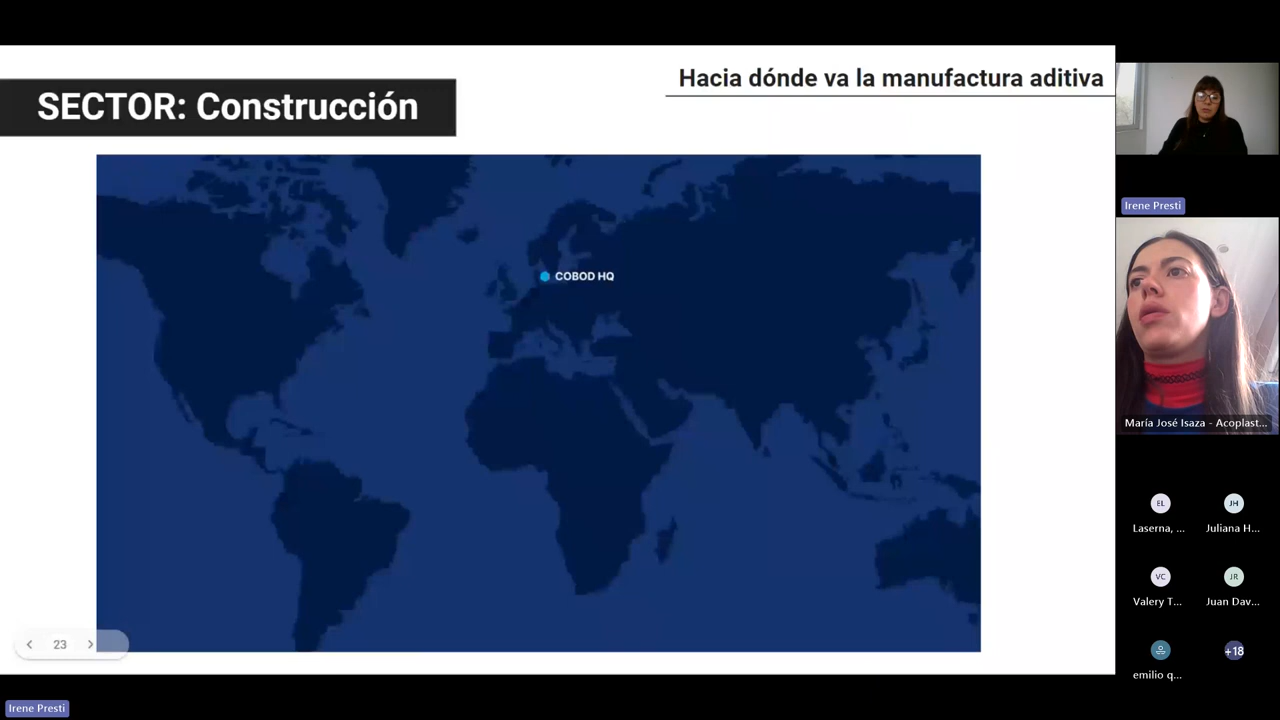 Hacia dónde va la manufactura aditiva
SECTOR: Construcción
COBOD HQ
23
Irene Presti
Irene Presti
María José Isaza - Acoplast...
EL
JH
Laserna, ...
Juliana H...
VC
JR
Valery T...
Juan Dav...
+18
emilio q...